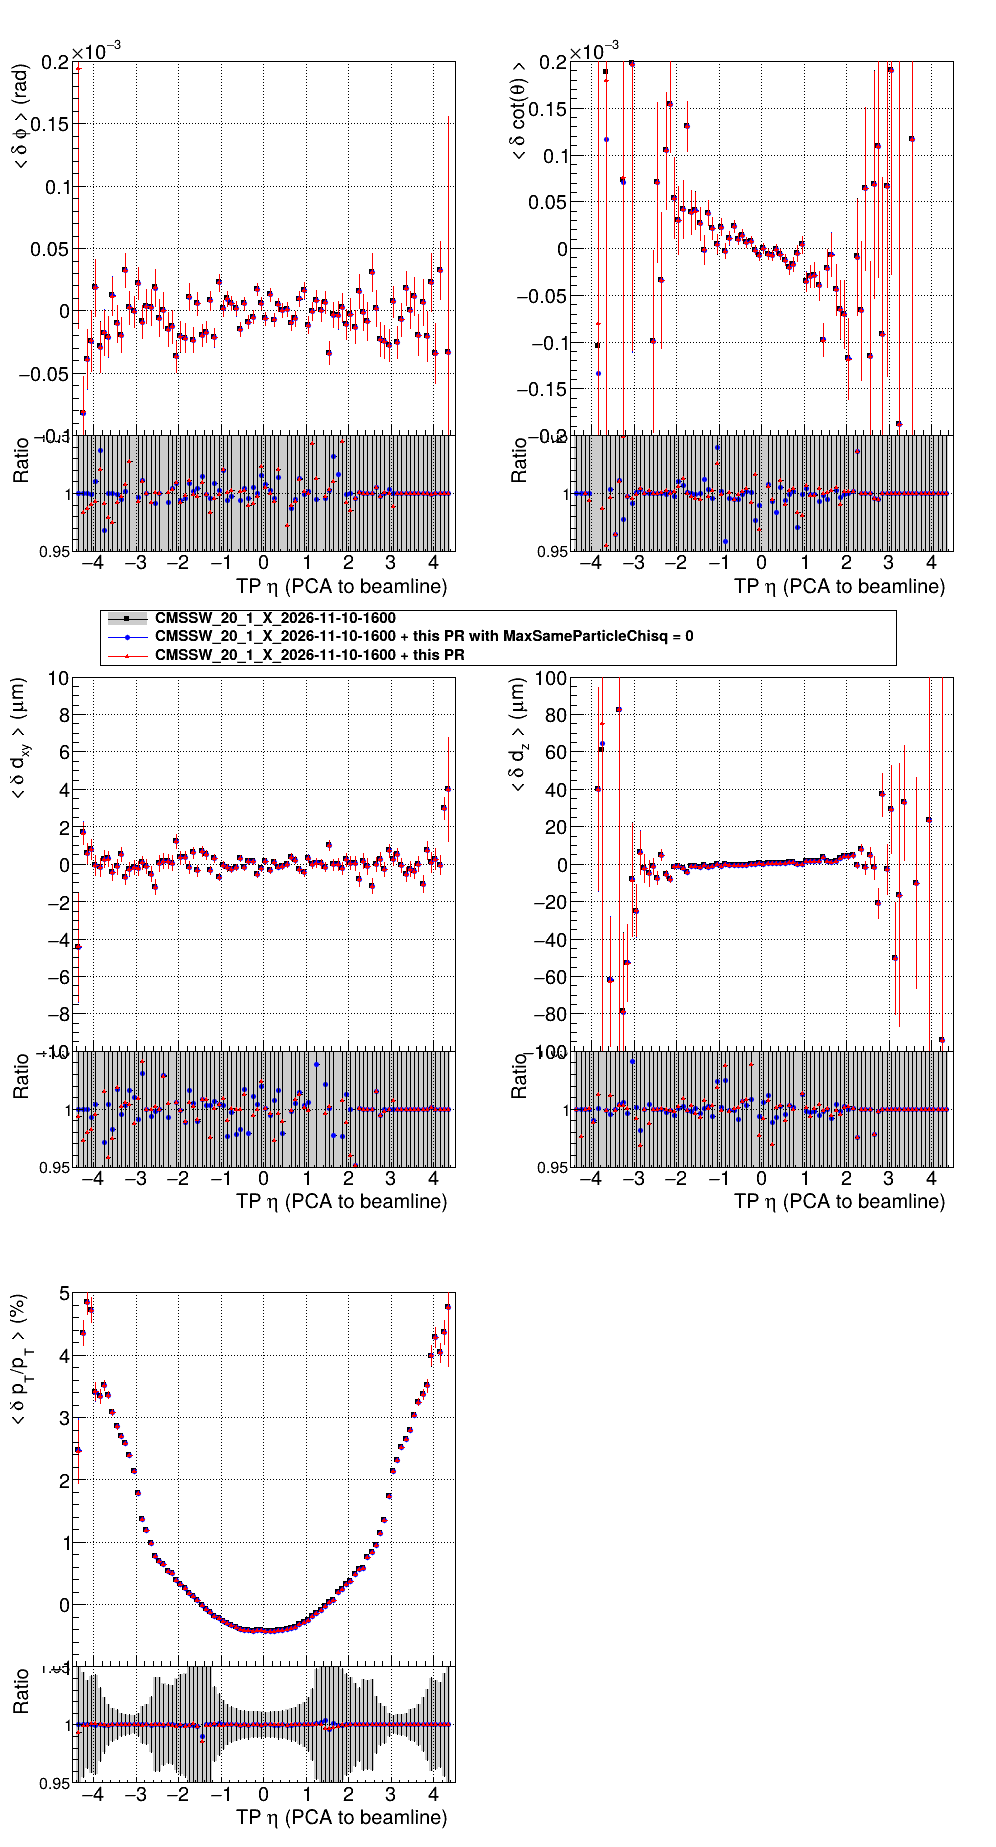 ×10⁻³
< δ ϕ > (rad)
0.2
0.15
0.1
0.05
0
−0.05
−0.1
Ratio
1
0.95
−4 −3 −2 −1 0 1 2 3 4
TP η (PCA to beamline)
×10⁻³
< δ cot(θ) >
0.2
0.15
0.1
0.05
0
−0.05
−0.1
−0.15
−0.2
Ratio
1
0.95
−4 −3 −2 −1 0 1 2 3 4
TP η (PCA to beamline)
CMSSW_20_1_X_2026-11-10-1600
CMSSW_20_1_X_2026-11-10-1600 + this PR with MaxSameParticleChisq = 0
CMSSW_20_1_X_2026-11-10-1600 + this PR
< δ d_xy > (μm)
10
8
6
4
2
0
−2
−4
−6
−8
−10
Ratio
1
0.95
−4 −3 −2 −1 0 1 2 3 4
TP η (PCA to beamline)
< δ d_z > (μm)
100
80
60
40
20
0
−20
−40
−60
−80
−100
Ratio
1
0.95
−4 −3 −2 −1 0 1 2 3 4
TP η (PCA to beamline)
< δ p_T/p_T > (%)
5
4
3
2
1
0
Ratio
1
0.95
−4 −3 −2 −1 0 1 2 3 4
TP η (PCA to beamline)